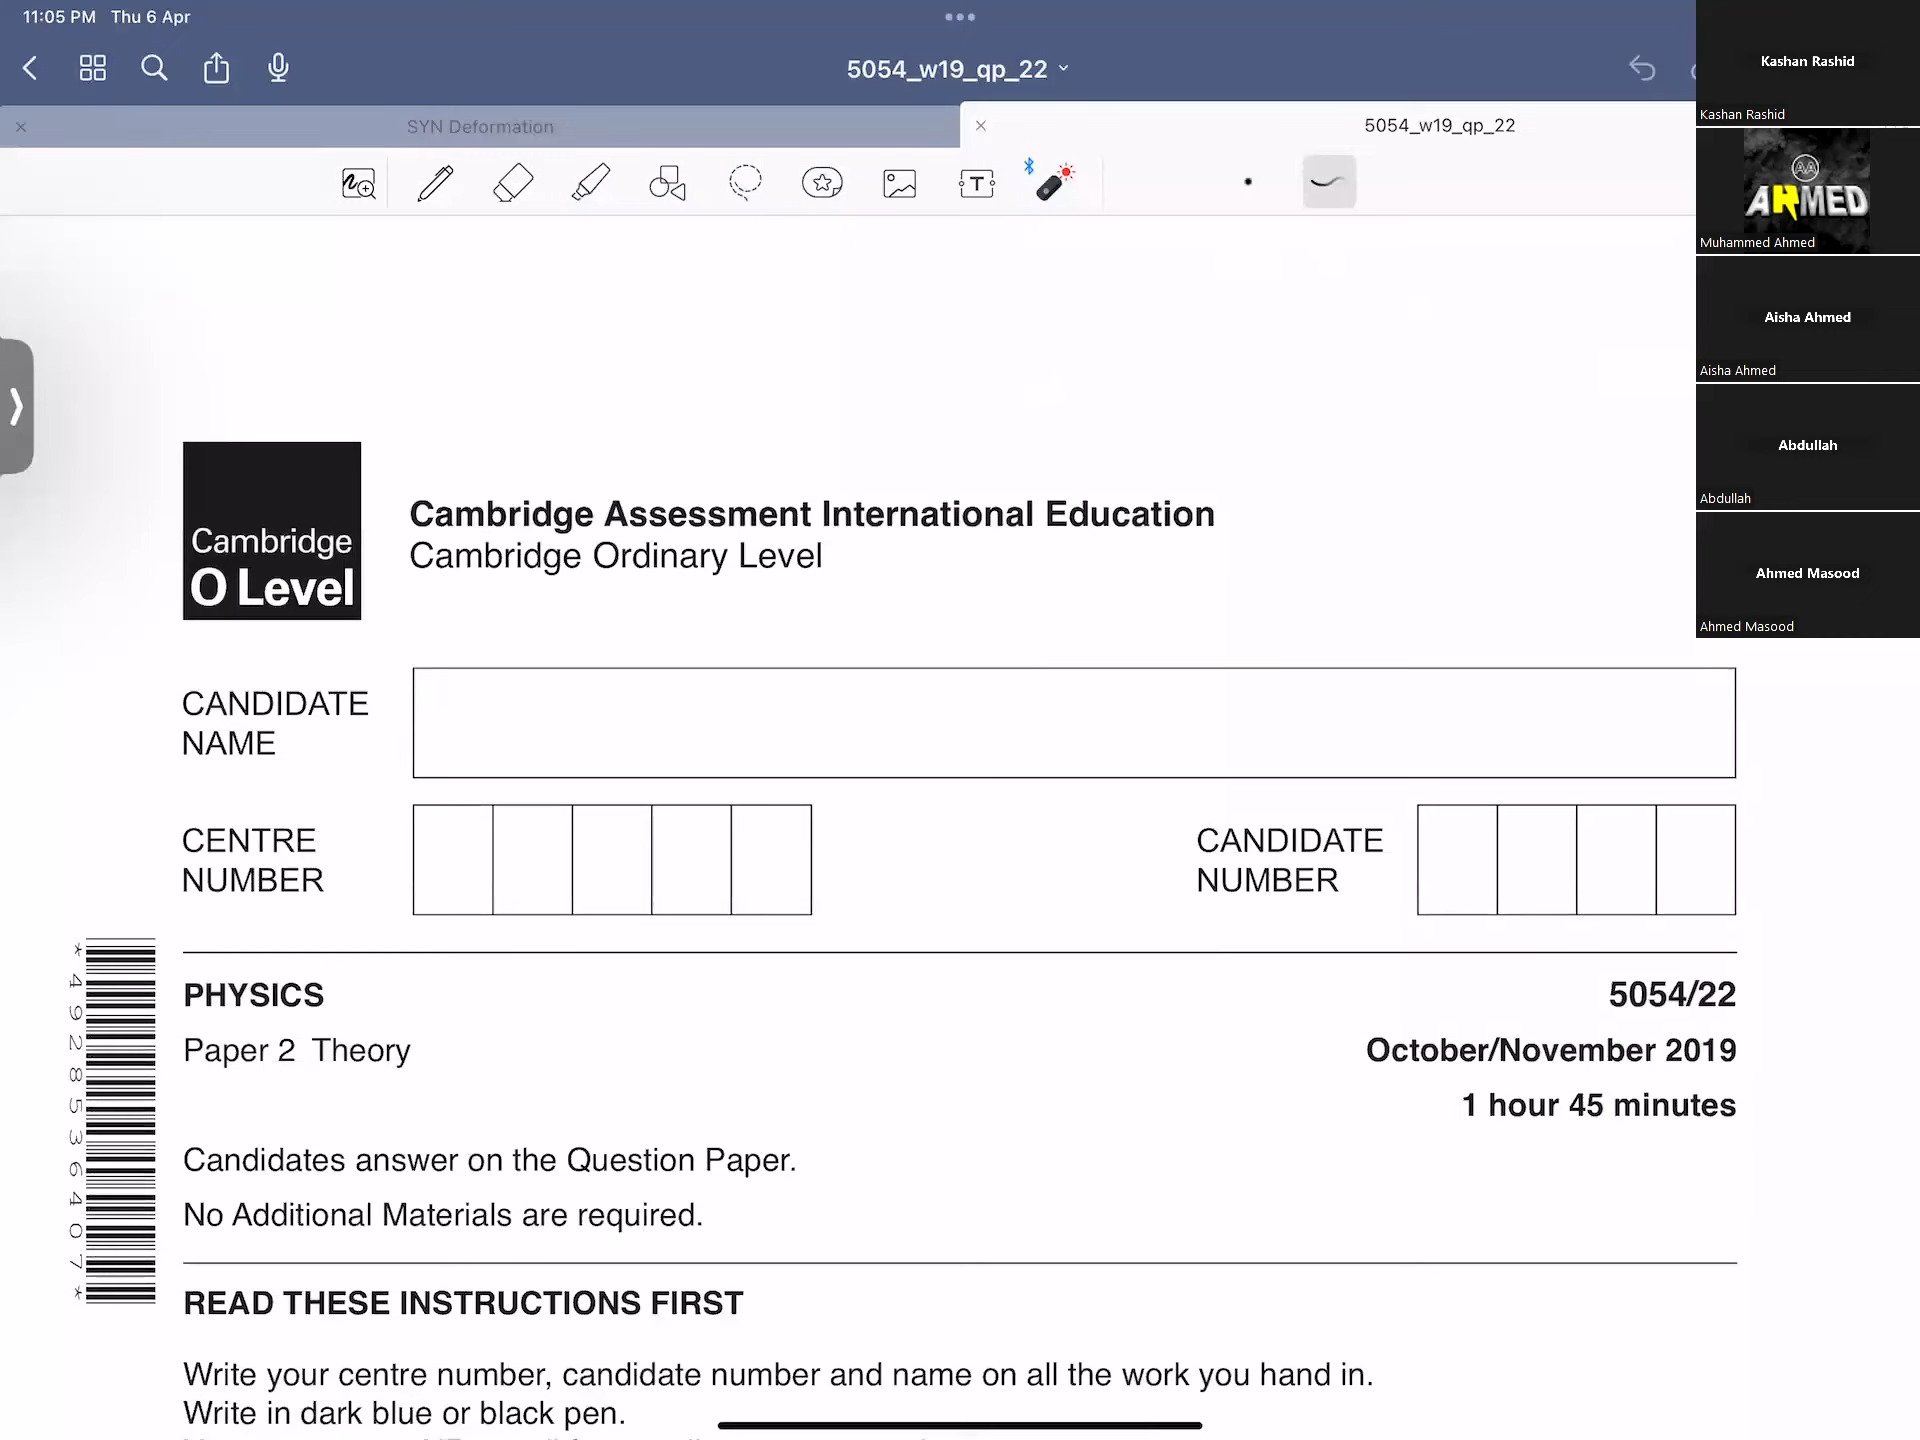 11:05 PM Thu 6 Apr
5054_w19_qp_22
SYN Deformation
5054_w19_qp_22
T
Kashan Rashid
Kashan Rashid
AA
ARMED
Muhammed Ahmed
Aisha Ahmed
Aisha Ahmed
Abdullah
Abdullah
Ahmed Masood
Ahmed Masood
Cambridge
O Level
Cambridge Assessment International Education
Cambridge Ordinary Level
CANDIDATE
NAME
CENTRE
NUMBER
CANDIDATE
NUMBER
*4928536407*
PHYSICS 5054/22
Paper 2 Theory October/November 2019
1 hour 45 minutes
Candidates answer on the Question Paper.
No Additional Materials are required.
READ THESE INSTRUCTIONS FIRST
Write your centre number, candidate number and name on all the work you hand in.
Write in dark blue or black pen.